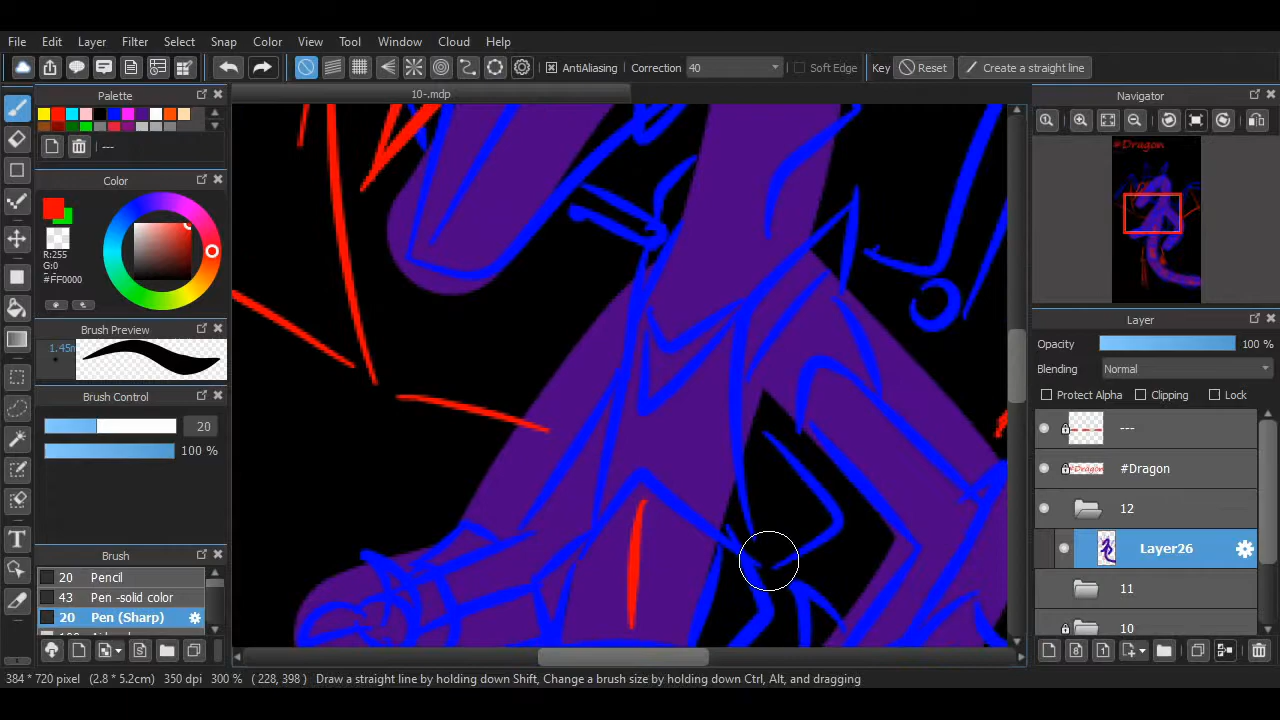 File Edit Layer Filter Select Snap Color View Tool Window Cloud Help
AntiAliasing Correction 40 Soft Edge Key Reset Create a straight line
Palette
---
Color
R:255
G:0
#FF0000
Brush Preview
1.45m
Brush Control
20
100 %
Brush
20 Pencil
43 Pen -solid color
20 Pen (Sharp)
10-.mdp
Navigator
#Dragon
Layer
Opacity 100 %
Blending Normal
Protect Alpha Clipping Lock
---
#Dragon
12
Layer26
11
10
384 * 720 pixel (2.8 * 5.2cm) 350 dpi 300 % ( 228, 398 ) Draw a straight line by holding down Shift, Change a brush size by holding down Ctrl, Alt, and dragging